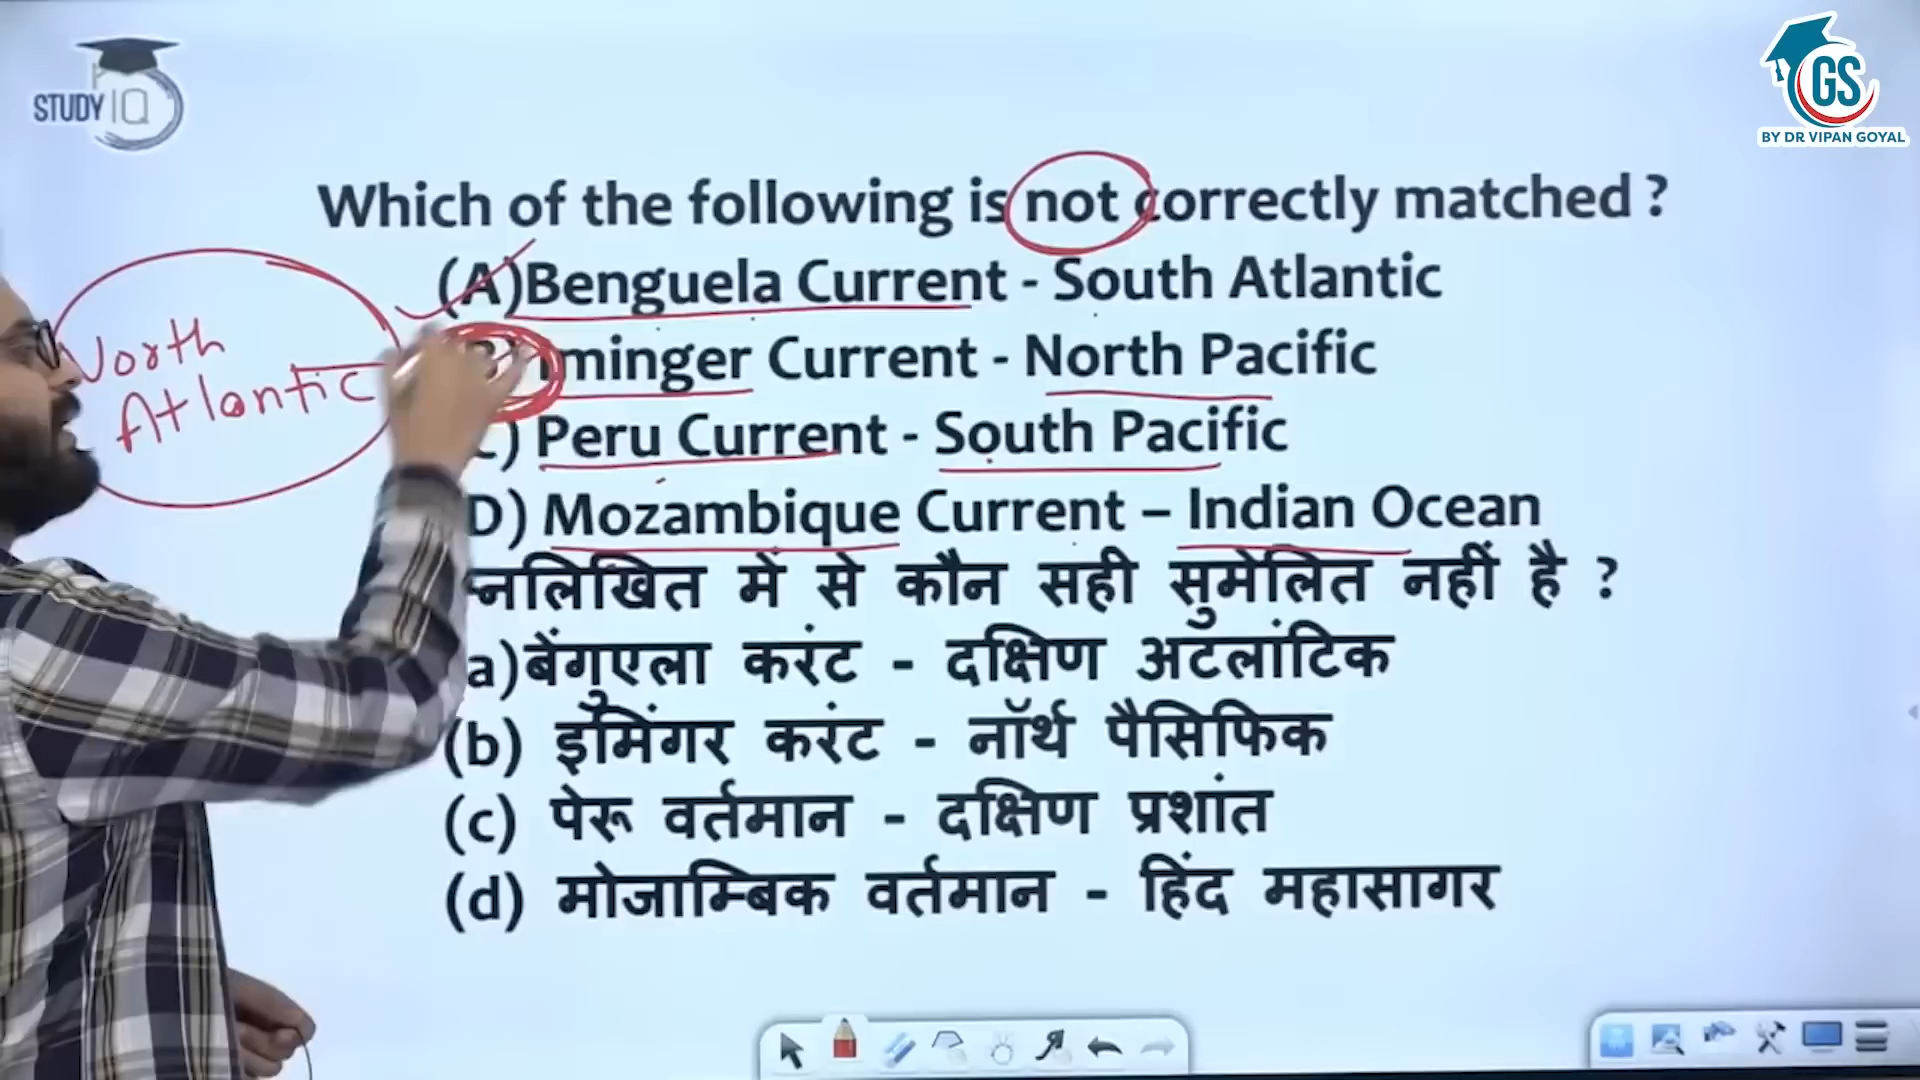 STUDY IQ
GS
BY DR VIPAN GOYAL
Which of the following is not correctly matched ?
(A)Benguela Current - South Atlantic
Current - North Pacific
Peru Current - South Pacific
D) Mozambique Current – Indian Ocean
North
Atlantic
में से कौन सही सुमेलित नहीं है ?
a)बेंगुएला करंट - दक्षिण अटलांटिक
(b) इमिंगर करंट - नॉर्थ पैसिफिक
(c) पेरू वर्तमान - दक्षिण प्रशांत
(d) मोजाम्बिक वर्तमान - हिंद महासागर